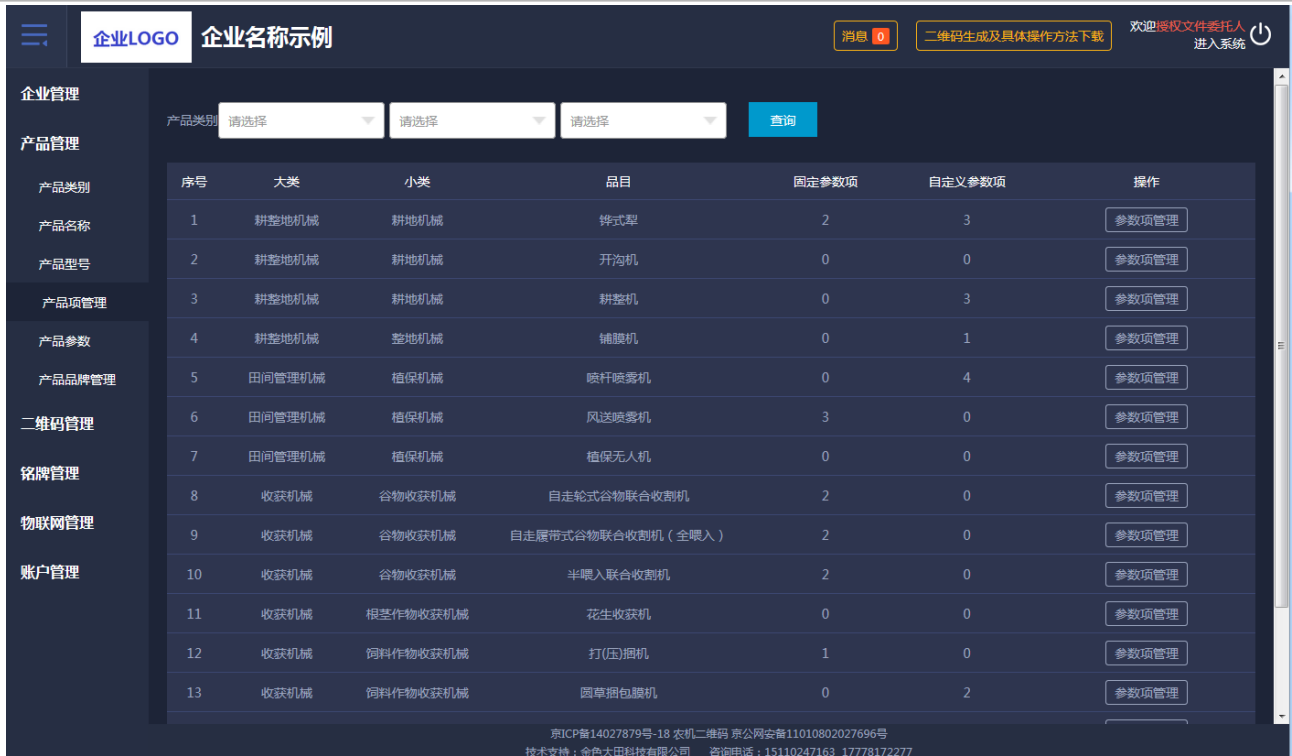 企业LOGO 企业名称示例 消息 0 二维码生成及具体操作方法下载 欢迎授权文件委托人
进入系统
企业管理
产品管理
产品类别
产品名称
产品型号
产品项管理
产品参数
产品品牌管理
二维码管理
铭牌管理
物联网管理
账户管理
产品类别 请选择 请选择 请选择 查询
序号 大类 小类 品目 固定参数项 自定义参数项 操作
1 耕整地机械 耕地机械 铧式犁 2 3 参数项管理
2 耕整地机械 耕地机械 开沟机 0 0 参数项管理
3 耕整地机械 耕地机械 耕整机 0 3 参数项管理
4 耕整地机械 整地机械 铺膜机 0 1 参数项管理
5 田间管理机械 植保机械 喷杆喷雾机 0 4 参数项管理
6 田间管理机械 植保机械 风送喷雾机 3 0 参数项管理
7 田间管理机械 植保机械 植保无人机 0 0 参数项管理
8 收获机械 谷物收获机械 自走轮式谷物联合收割机 2 0 参数项管理
9 收获机械 谷物收获机械 自走履带式谷物联合收割机（全喂入） 2 0 参数项管理
10 收获机械 谷物收获机械 半喂入联合收割机 2 0 参数项管理
11 收获机械 根茎作物收获机械 花生收获机 0 0 参数项管理
12 收获机械 饲料作物收获机械 打(压)捆机 1 0 参数项管理
13 收获机械 饲料作物收获机械 圆草捆包膜机 0 2 参数项管理
京ICP备14027879号-18 农机二维码 京公网安备11010802027696号
技术支持：金色大田科技有限公司 咨询电话：15110247163 17778172277